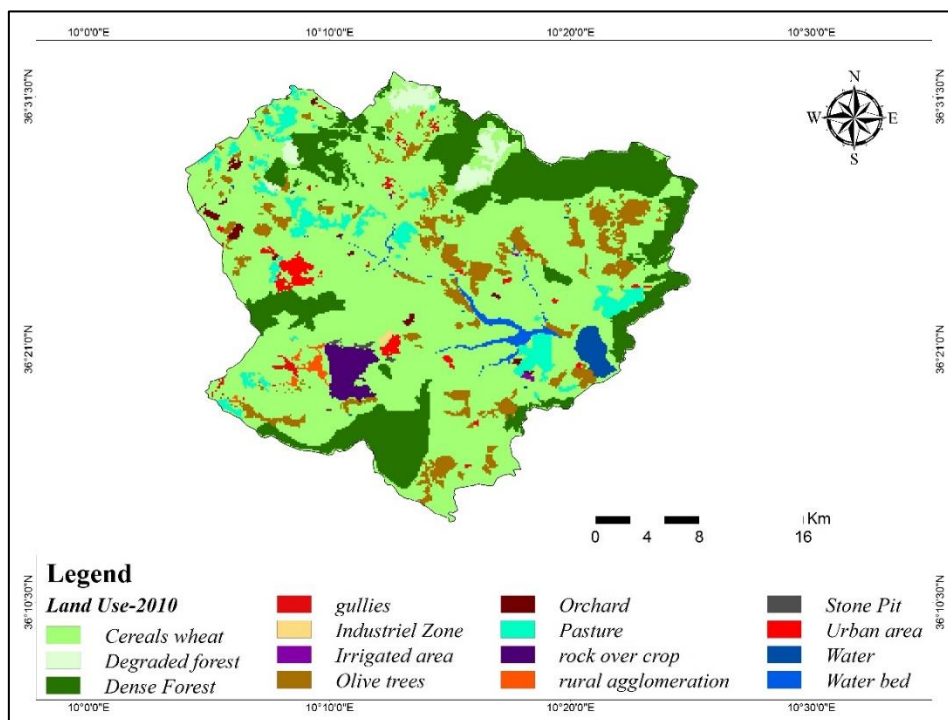 10°0'0"E 10°10'0"E 10°20'0"E 10°30'0"E
36°31'30"N 36°31'30"N
N
W E
S
36°21'0"N 36°21'0"N
Km
0 4 8 16
36°10'30"N 36°10'30"N
Legend
Land Use-2010
Cereals wheat
Degraded forest
Dense Forest
gullies
Industriel Zone
Irrigated area
Olive trees
Orchard
Pasture
rock over crop
rural agglomeration
Stone Pit
Urban area
Water
Water bed
10°0'0"E 10°10'0"E 10°20'0"E 10°30'0"E